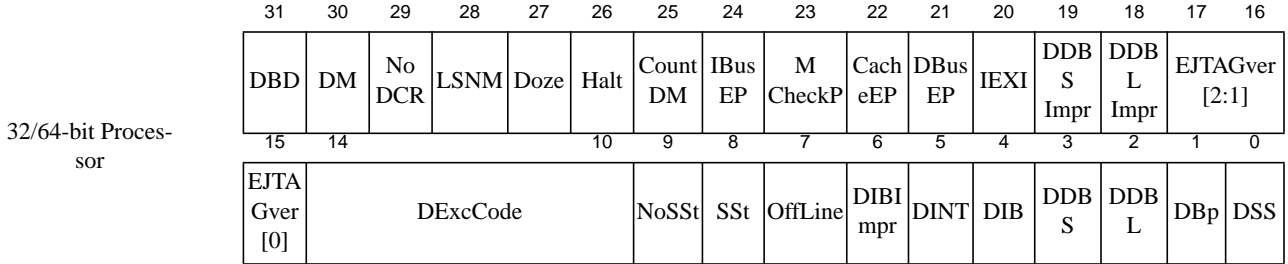 31 30 29 28 27 26 25 24 23 22 21 20 19 18 17 16
DBD DM No DCR LSNM Doze Halt Count DM IBus EP M CheckP Cach eEP DBus EP IEXI DDB S Impr DDB L Impr EJTAGver [2:1]
32/64-bit Proces-
sor
15 14 10 9 8 7 6 5 4 3 2 1 0
EJTA Gver [0] DExcCode NoSSt SSt OffLine DIBI mpr DINT DIB DDB S DDB L DBp DSS